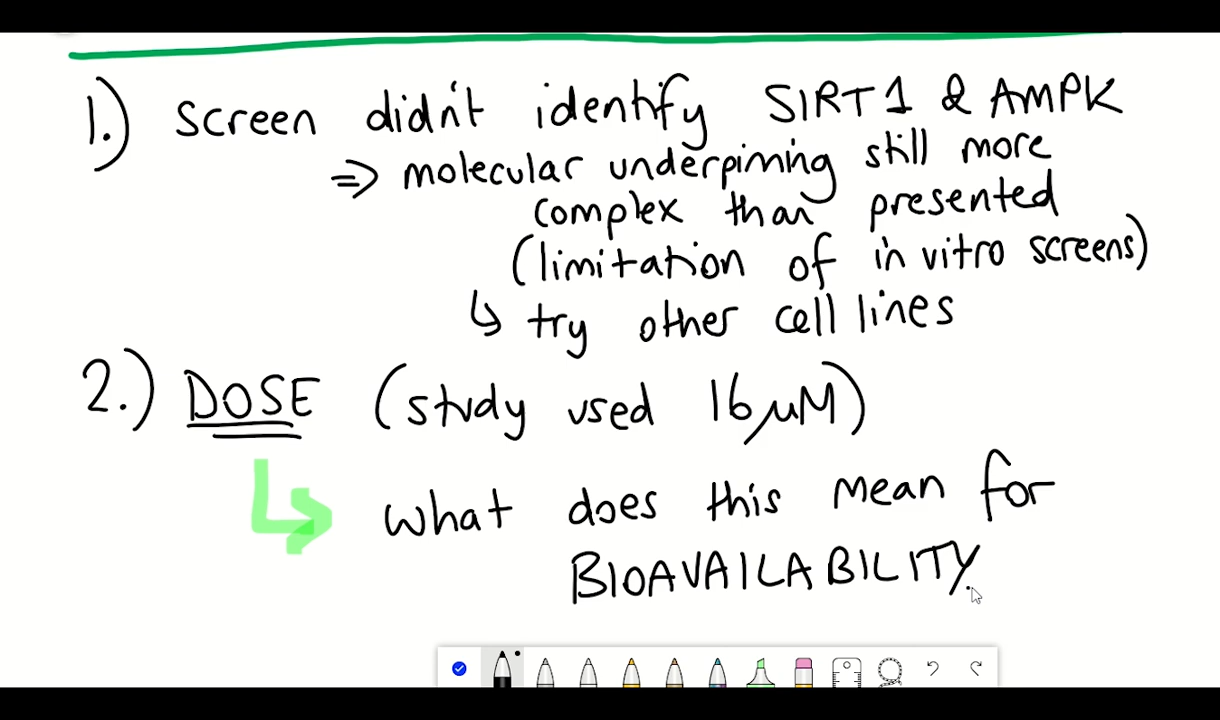 1.) Screen didn't identify SIRT1 & AMPK
=> molecular underpinning still more
complex than presented
(limitation of in vitro screens)
↳ try other cell lines
2.) DOSE (study used 16µM)
↳ what does this mean for
BIOAVAILABILITY